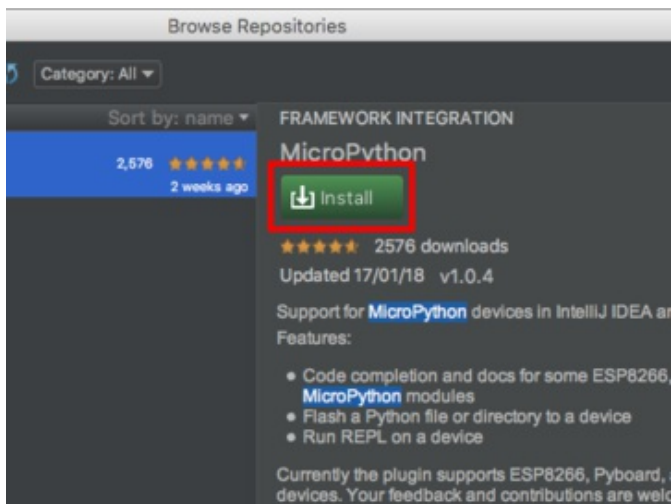 Browse Repositories
Category: All
Sort by: name
2,576
2 weeks ago
FRAMEWORK INTEGRATION
MicroPython
Install
2576 downloads
Updated 17/01/18 v1.0.4
Support for MicroPython devices in IntelliJ IDEA
Features:
• Code completion and docs for some ESP8266,
MicroPython modules
• Flash a Python file or directory to a device
• Run REPL on a device
Currently the plugin supports ESP8266, Pyboard,
devices. Your feedback and contributions are